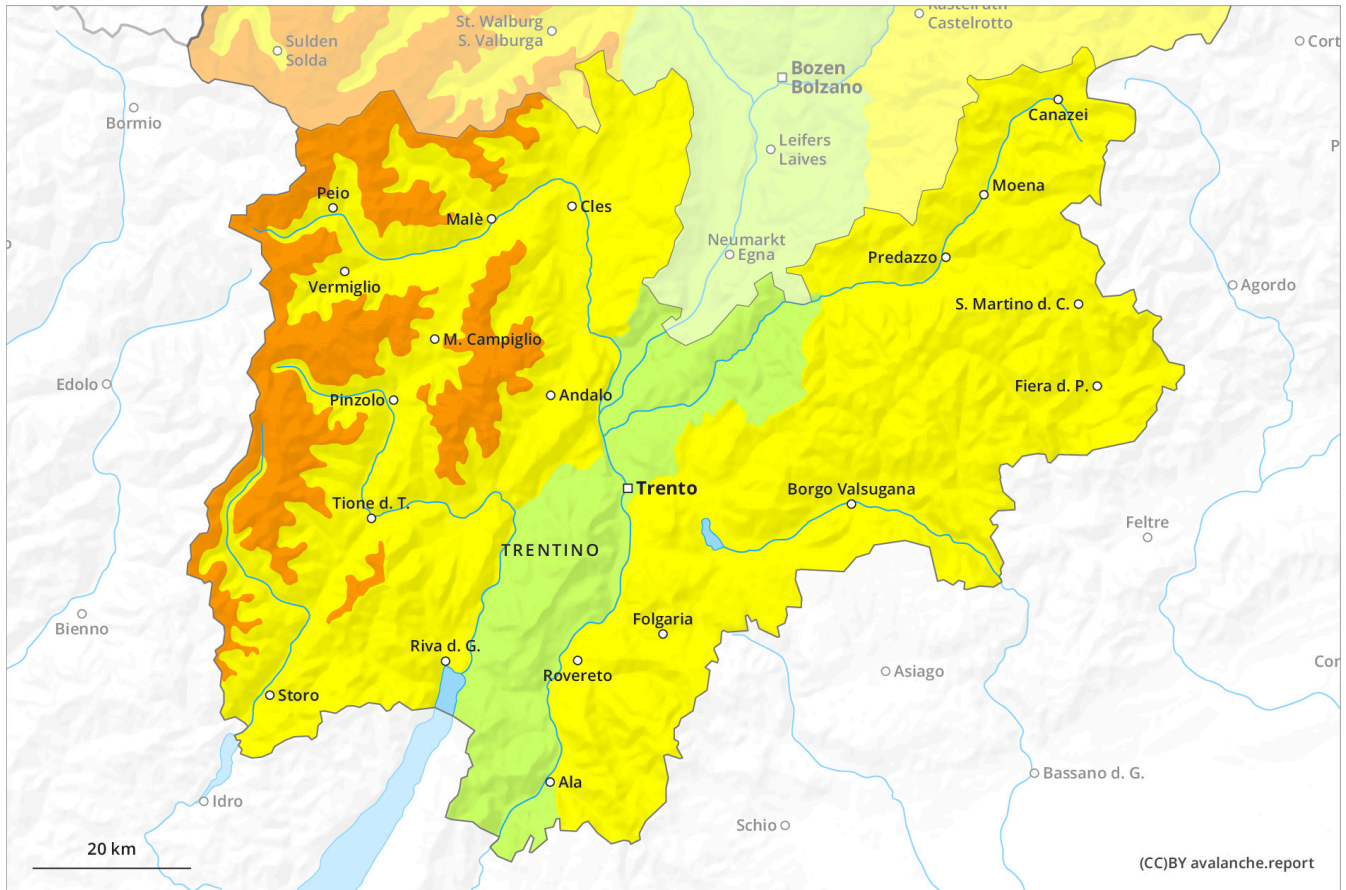 St. Walburg
S. Valburga
Castelrotto
Sulden
Solda
Bozen
Bolzano
Bormio
Canazei
Leifers
Laives
Peio
Moena
Malè
Cles
Neumarkt
Egna
Predazzo
Vermiglio
Agordo
S. Martino d. C.
M. Campiglio
Edolo
Fiera d. P.
Pinzolo
Andalo
Trento
Borgo Valsugana
Tione d. T.
Feltre
TRENTINO
Bienno
Folgaria
Riva d. G.
Rovereto
Asiago
Storo
Bassano d. G.
Ala
Idro
Schio
20 km
(CC)BY avalanche.report